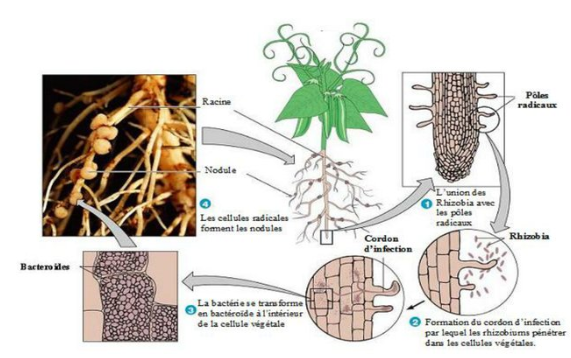 Racine
Nodule
4
Les cellules radicales
forment les nodules
Pôles
radicaux
1
L'union des
Rhizobia avec
les pôles
radicaux
Rhizobia
Cordon
d'infection
2 Formation du cordon d'infection
par lequel les rhizobiums pénétrer
dans les cellules végétales.
3 La bactérie se transforme
en bactéroïde à l'intérieur
de la cellule végétale
Bacteroides